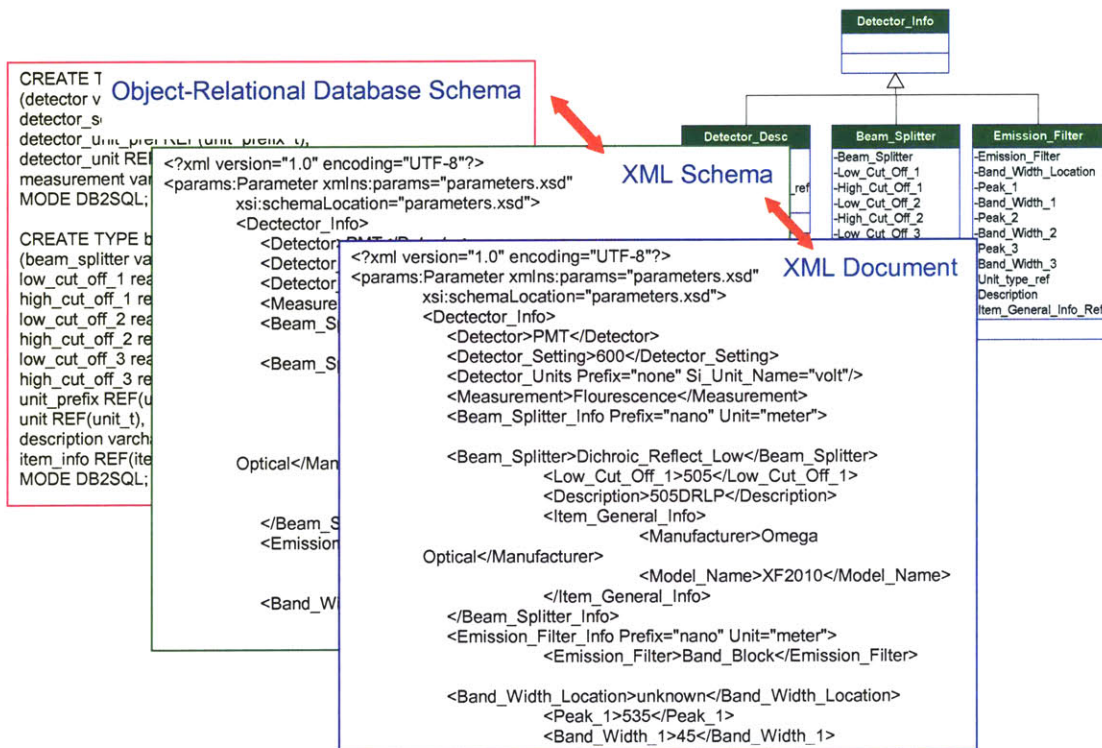 Detector_Info
Detector_Desc
Beam_Splitter
-Beam_Splitter
-Low_Cut_Off_1
-High_Cut_Off_1
-Low_Cut_Off_2
-High_Cut_Off_2
-Low_Cut_Off_3
Emission_Filter
-Emission_Filter
-Band_Width_Location
-Peak_1
-Band_Width_1
-Peak_2
-Band_Width_2
Peak_3
Band_Width_3
Unit_type_ref
Description
Item_General_Info_Ref
Object-Relational Database Schema
CREATE T
(detector v
detector_s
detector_unit_pref REF(unit_prefix_t),
detector_unit REF
measurement var
MODE DB2SQL;
CREATE TYPE b
(beam_splitter va
low_cut_off_1 rea
high_cut_off_1 re
low_cut_off_2 rea
high_cut_off_2 re
low_cut_off_3 rea
high_cut_off_3 re
unit_prefix REF(u
unit REF(unit_t),
description varcha
item_info REF(ite
MODE DB2SQL;
XML Schema
<?xml version="1.0" encoding="UTF-8"?>
<params:Parameter xmlns:params="parameters.xsd"
xsi:schemaLocation="parameters.xsd">
<Dectector_Info>
<Detector>PMT</Detector>
<Detector_
<Detector_
<Measure
<Beam_Sp
<Beam_Sp
Optical</Man
</Beam_S
<Emission
<Band_Wi
XML Document
<?xml version="1.0" encoding="UTF-8"?>
<params:Parameter xmlns:params="parameters.xsd"
xsi:schemaLocation="parameters.xsd">
<Dectector_Info>
<Detector>PMT</Detector>
<Detector_Setting>600</Detector_Setting>
<Detector_Units Prefix="none" Si_Unit_Name="volt"/>
<Measurement>Flourescence</Measurement>
<Beam_Splitter_Info Prefix="nano" Unit="meter">
<Beam_Splitter>Dichroic_Reflect_Low</Beam_Splitter>
<Low_Cut_Off_1>505</Low_Cut_Off_1>
<Description>505DRLP</Description>
<Item_General_Info>
<Manufacturer>Omega
Optical</Manufacturer>
<Model_Name>XF2010</Model_Name>
</Item_General_Info>
</Beam_Splitter_Info>
<Emission_Filter_Info Prefix="nano" Unit="meter">
<Emission_Filter>Band_Block</Emission_Filter>
<Band_Width_Location>unknown</Band_Width_Location>
<Peak_1>535</Peak_1>
<Band_Width_1>45</Band_Width_1>